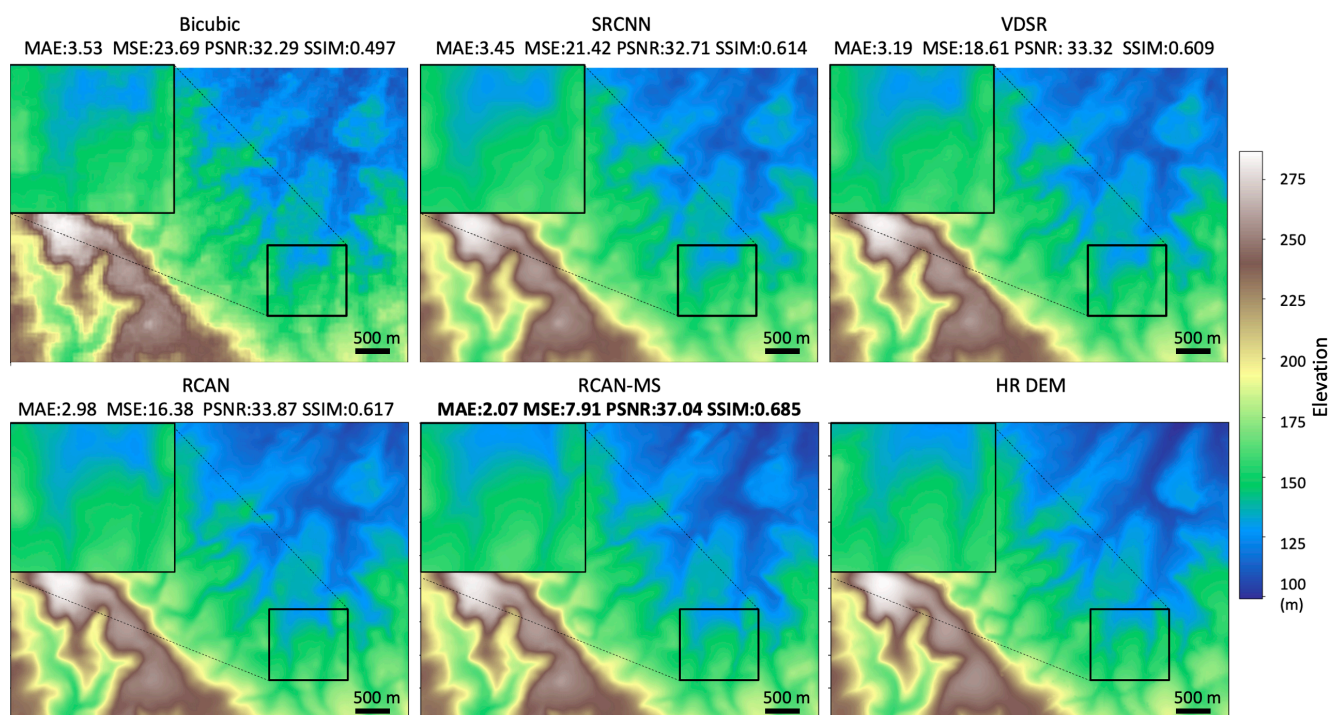 Bicubic
MAE:3.53 MSE:23.69 PSNR:32.29 SSIM:0.497
500 m
SRCNN
MAE:3.45 MSE:21.42 PSNR:32.71 SSIM:0.614
500 m
VDSR
MAE:3.19 MSE:18.61 PSNR: 33.32 SSIM:0.609
500 m
RCAN
MAE:2.98 MSE:16.38 PSNR:33.87 SSIM:0.617
500 m
RCAN-MS
MAE:2.07 MSE:7.91 PSNR:37.04 SSIM:0.685
500 m
HR DEM
500 m
275
250
225
200
175
150
125
100
(m)
Elevation